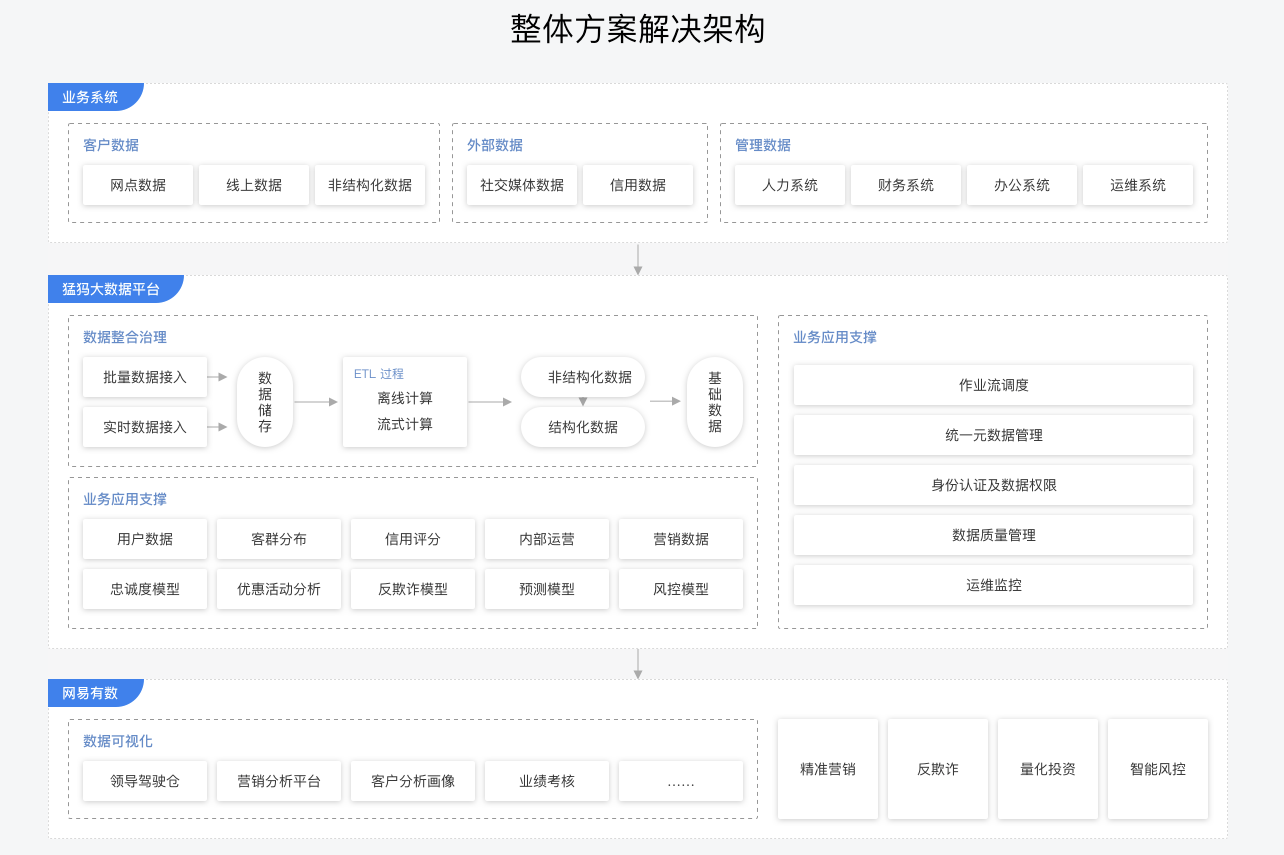 整体方案解决架构
业务系统
客户数据
网点数据
线上数据
非结构化数据
外部数据
社交媒体数据
信用数据
管理数据
人力系统
财务系统
办公系统
运维系统
猛犸大数据平台
数据整合治理
批量数据接入
实时数据接入
数据储存
ETL 过程
离线计算
流式计算
非结构化数据
结构化数据
基础数据
业务应用支撑
用户数据
客群分布
信用评分
内部运营
营销数据
忠诚度模型
优惠活动分析
反欺诈模型
预测模型
风控模型
业务应用支撑
作业流调度
统一元数据管理
身份认证及数据权限
数据质量管理
运维监控
网易有数
数据可视化
领导驾驶仓
营销分析平台
客户分析画像
业绩考核
……
精准营销
反欺诈
量化投资
智能风控